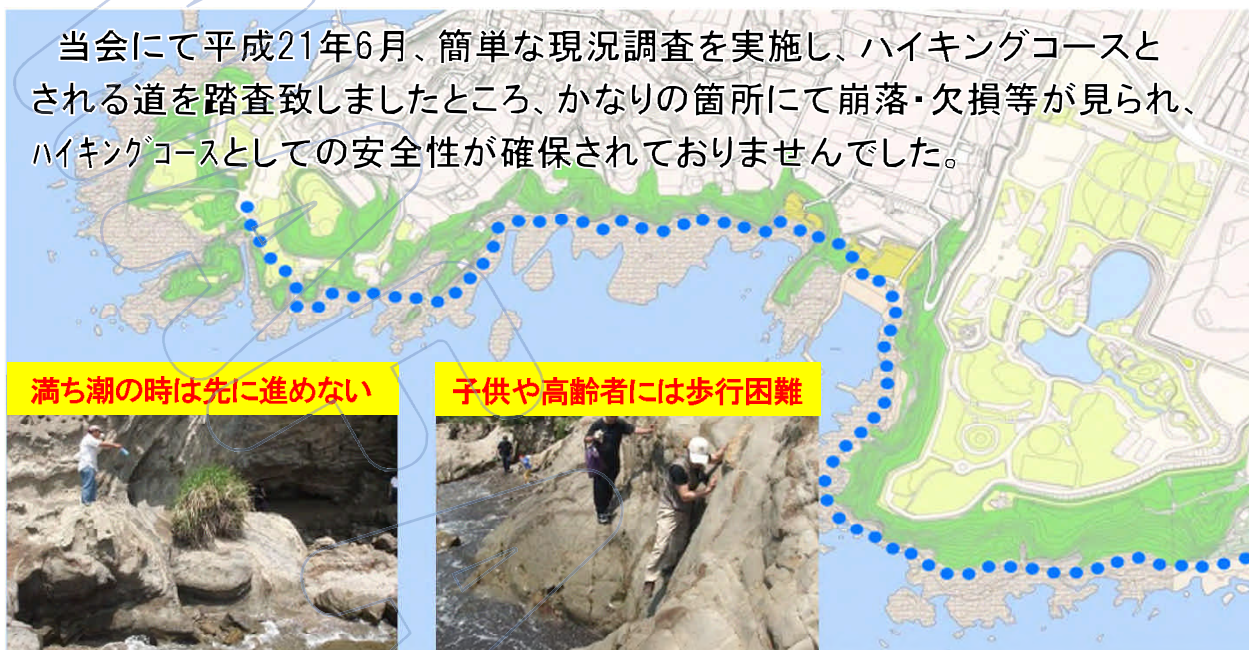 当会にて平成21年6月、簡単な現況調査を実施し、ハイキングコースと
される道を踏査致しましたところ、かなりの箇所にて崩落・欠損等が見られ、
ハイキングコースとしての安全性が確保されておりませんでした。
満ち潮の時は先に進めない
子供や高齢者には歩行困難